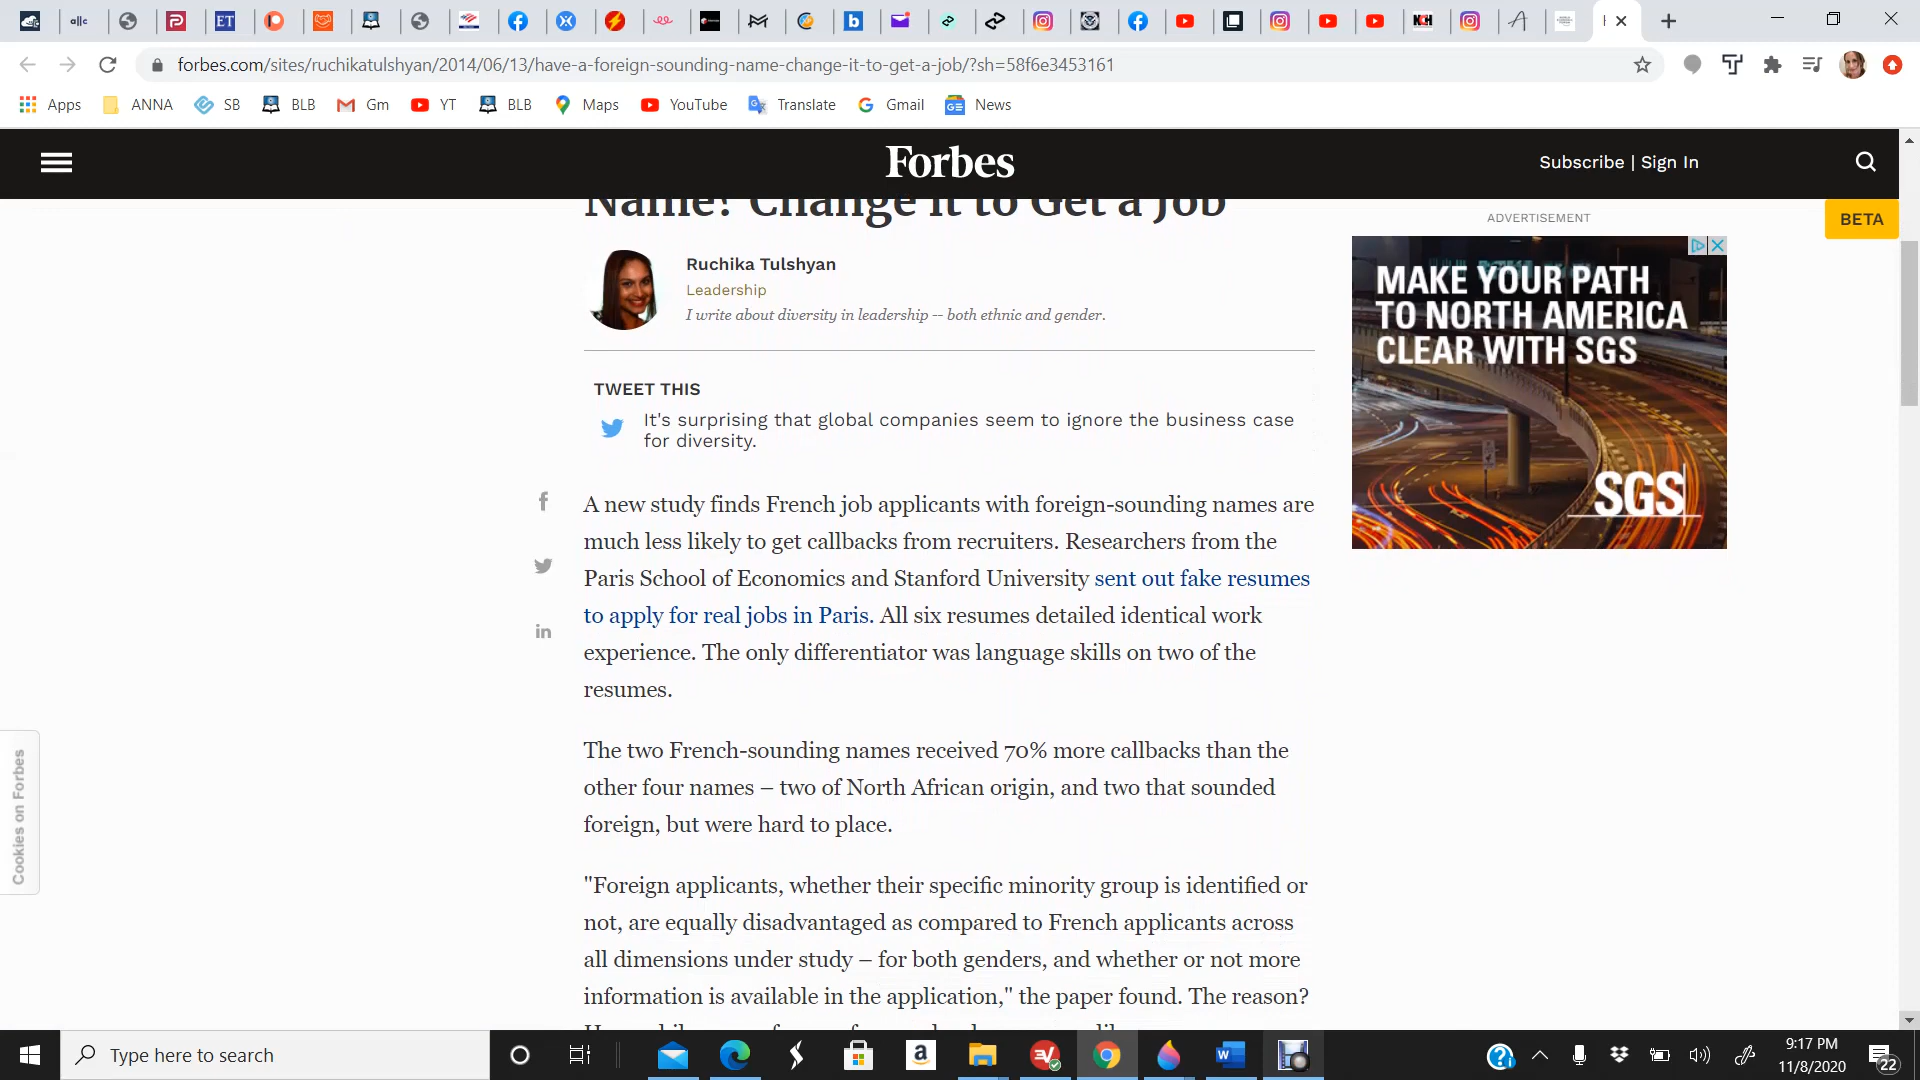 ET
b
KCH
forbes.com/sites/ruchikatulshyan/2014/06/13/have-a-foreign-sounding-name-change-it-to-get-a-job/?sh=58f6e3453161
Apps ANNA SB BLB Gm YT BLB Maps YouTube Translate Gmail News
Forbes
Subscribe | Sign In
Name? Change it to Get a Job
ADVERTISEMENT
BETA
Ruchika Tulshyan
Leadership
I write about diversity in leadership -- both ethnic and gender.
MAKE YOUR PATH
TO NORTH AMERICA
CLEAR WITH SGS
SGS
TWEET THIS
It's surprising that global companies seem to ignore the business case
for diversity.
A new study finds French job applicants with foreign-sounding names are
much less likely to get callbacks from recruiters. Researchers from the
Paris School of Economics and Stanford University sent out fake resumes
to apply for real jobs in Paris. All six resumes detailed identical work
experience. The only differentiator was language skills on two of the
resumes.
The two French-sounding names received 70% more callbacks than the
other four names – two of North African origin, and two that sounded
foreign, but were hard to place.
"Foreign applicants, whether their specific minority group is identified or
not, are equally disadvantaged as compared to French applicants across
all dimensions under study – for both genders, and whether or not more
information is available in the application," the paper found. The reason?
Cookies on Forbes
Type here to search
9:17 PM
11/8/2020
22